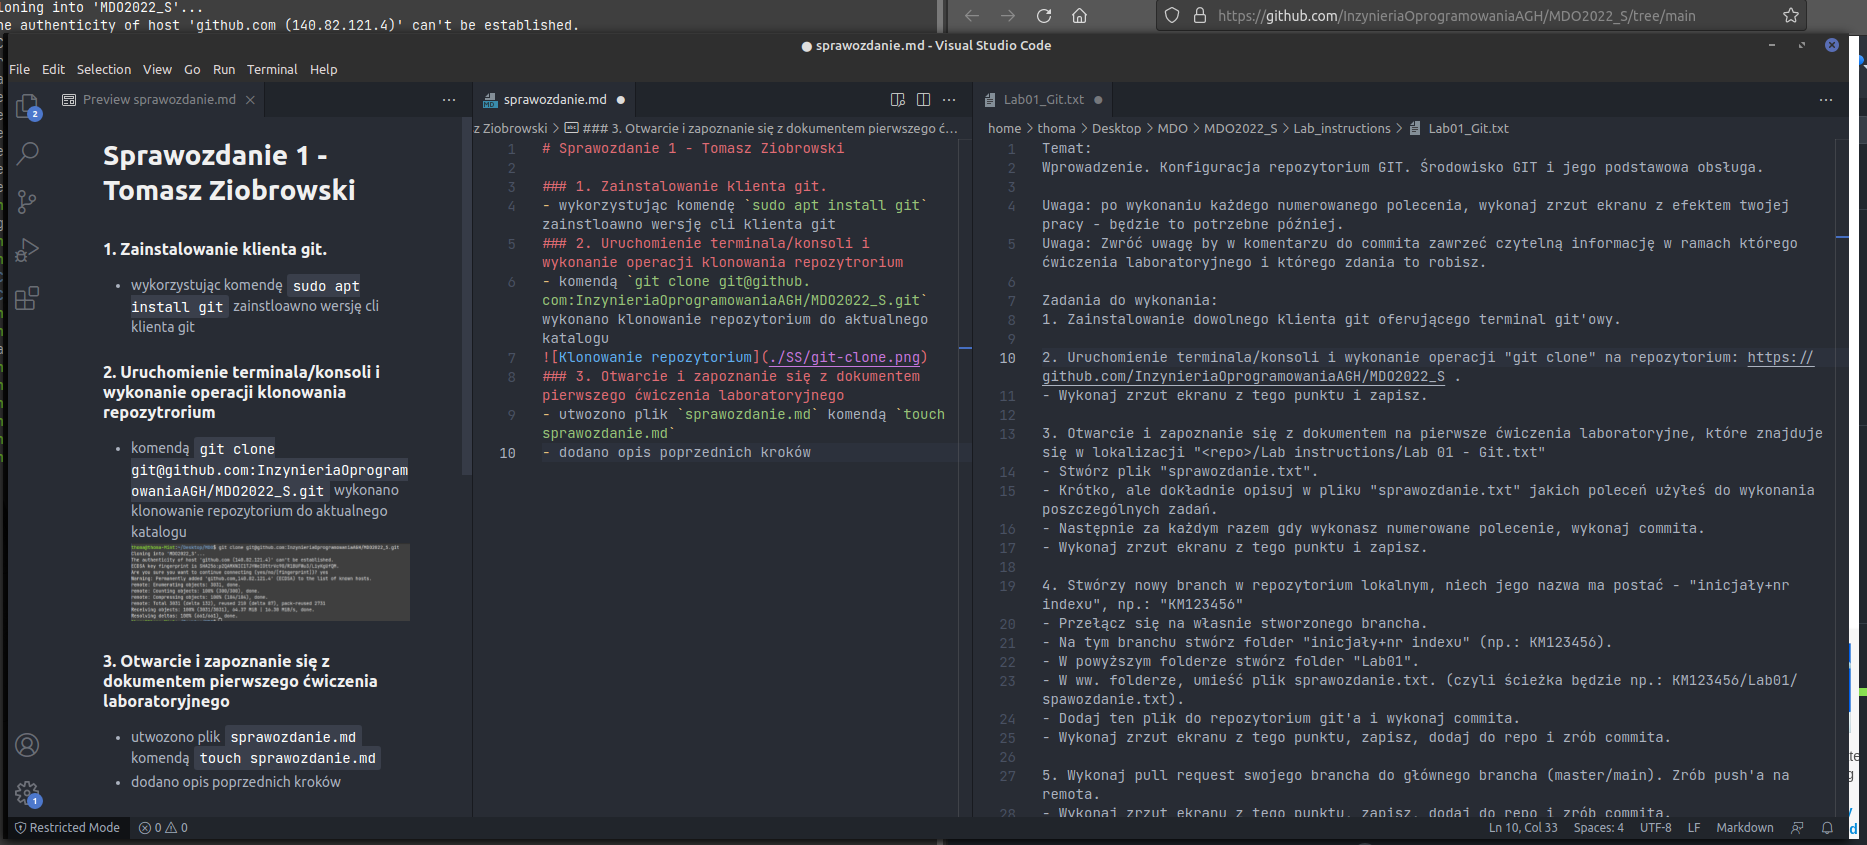 loning into 'MDO2022_S'...
he authenticity of host 'github.com (140.82.121.4)' can't be established.
https://github.com/InzynieriaOprogramowaniaAGH/MDO2022_S/tree/main
● sprawozdanie.md - Visual Studio Code
File Edit Selection View Go Run Terminal Help
Preview sprawozdanie.md
Sprawozdanie 1 -
Tomasz Ziobrowski
1. Zainstalowanie klienta git.
• wykorzystując komendę sudo apt
install git zainstloawno wersję cli
klienta git
2. Uruchomienie terminala/konsoli i
wykonanie operacji klonowania
repozytrorium
• komendą git clone
git@github.com:InzynieriaOprogram
owaniaAGH/MDO2022_S.git wykonano
klonowanie repozytorium do aktualnego
katalogu
Cloning into 'MDO2022_S'...
The authenticity of host 'github.com (140.82.121.4)' can't be established.
3. Otwarcie i zapoznanie się z
dokumentem pierwszego ćwiczenia
laboratoryjnego
• utwozono plik sprawozdanie.md
komendą touch sprawozdanie.md
• dodano opis poprzednich kroków
sprawozdanie.md ●
z Ziobrowski > ### 3. Otwarcie i zapoznanie się z dokumentem pierwszego ć...
1 # Sprawozdanie 1 - Tomasz Ziobrowski
2
3 ### 1. Zainstalowanie klienta git.
4 - wykorzystując komendę `sudo apt install git`
zainstloawno wersję cli klienta git
5 ### 2. Uruchomienie terminala/konsoli i
wykonanie operacji klonowania repozytrorium
6 - komendą `git clone git@github.
com:InzynieriaOprogramowaniaAGH/MDO2022_S.git`
wykonano klonowanie repozytorium do aktualnego
katalogu
7 ![Klonowanie repozytorium](./SS/git-clone.png)
8 ### 3. Otwarcie i zapoznanie się z dokumentem
pierwszego ćwiczenia laboratoryjnego
9 - utwozono plik `sprawozdanie.md` komendą `touch
sprawozdanie.md`
10 - dodano opis poprzednich kroków
Lab01_Git.txt ●
home > thoma > Desktop > MDO > MDO2022_S > Lab_instructions > Lab01_Git.txt
1 Temat:
2 Wprowadzenie. Konfiguracja repozytorium GIT. Środowisko GIT i jego podstawowa obsługa.
3
4 Uwaga: po wykonaniu każdego numerowanego polecenia, wykonaj zrzut ekranu z efektem twojej
pracy - będzie to potrzebne później.
5 Uwaga: Zwróć uwagę by w komentarzu do commita zawrzeć czytelną informację w ramach którego
ćwiczenia laboratoryjnego i którego zdania to robisz.
6
7 Zadania do wykonania:
8 1. Zainstalowanie dowolnego klienta git oferującego terminal git'owy.
9
10 2. Uruchomienie terminala/konsoli i wykonanie operacji "git clone" na repozytorium: https://
github.com/InzynieriaOprogramowaniaAGH/MDO2022_S .
11 - Wykonaj zrzut ekranu z tego punktu i zapisz.
12
13 3. Otwarcie i zapoznanie się z dokumentem na pierwsze ćwiczenia laboratoryjne, które znajduje
się w lokalizacji "<repo>/Lab instructions/Lab 01 - Git.txt"
14 - Stwórz plik "sprawozdanie.txt".
15 - Krótko, ale dokładnie opisuj w pliku "sprawozdanie.txt" jakich poleceń użyłeś do wykonania
poszczególnych zadań.
16 - Następnie za każdym razem gdy wykonasz numerowane polecenie, wykonaj commita.
17 - Wykonaj zrzut ekranu z tego punktu i zapisz.
18
19 4. Stwórzy nowy branch w repozytorium lokalnym, niech jego nazwa ma postać - "inicjały+nr
indexu", np.: "KM123456"
20 - Przełącz się na własnie stworzonego brancha.
21 - Na tym branchu stwórz folder "inicjały+nr indexu" (np.: KM123456).
22 - W powyższym folderze stwórz folder "Lab01".
23 - W ww. folderze, umieść plik sprawozdanie.txt. (czyli ścieżka będzie np.: KM123456/Lab01/
spawozdanie.txt).
24 - Dodaj ten plik do repozytorium git'a i wykonaj commita.
25 - Wykonaj zrzut ekranu z tego punktu, zapisz, dodaj do repo i zrób commita.
26
27 5. Wykonaj pull request swojego brancha do głównego brancha (master/main). Zrób push'a na
remota.
28 - Wykonaj zrzut ekranu z tego punktu, zapisz, dodaj do repo i zrób commita.
2
1
Restricted Mode 0 0
Ln 10, Col 33 Spaces: 4 UTF-8 LF Markdown